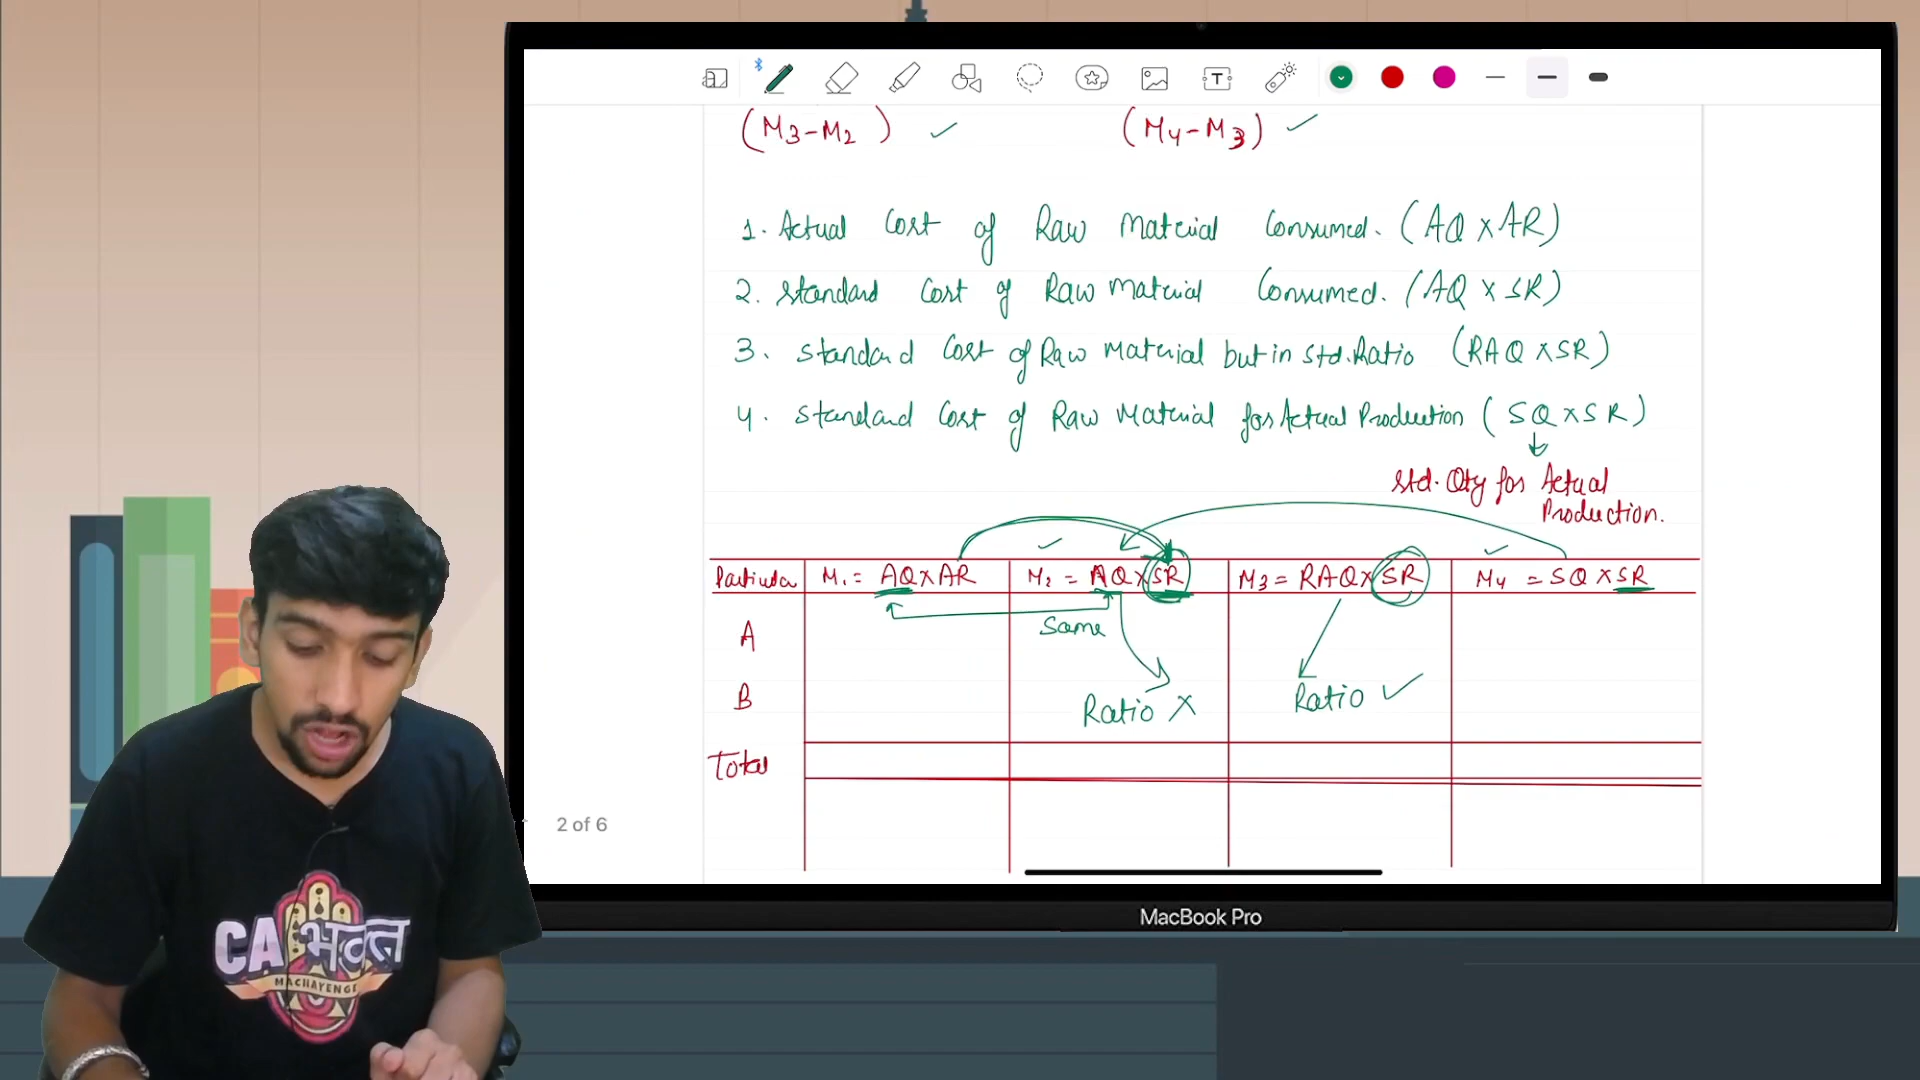 (M3-M2) ✓ (M4-M3) ✓
1. Actual Cost of Raw Material Consumed. (AQ X AR)
2. Standard Cost of Raw Material Consumed. (AQ X SR)
3. Standard Cost of Raw Material but in Std. Ratio (RAQ X SR)
4. Standard Cost of Raw Material for Actual Production (SQ X SR)
Std. Qty for Actual
Production.
Particular M1 = AQ X AR M2 = AQ X SR M3 = RAQ X SR M4 = SQ X SR
Same
A
B Ratio X Ratio ✓
Total
2 of 6
MacBook Pro
CA भक्त
MACHAYENGE